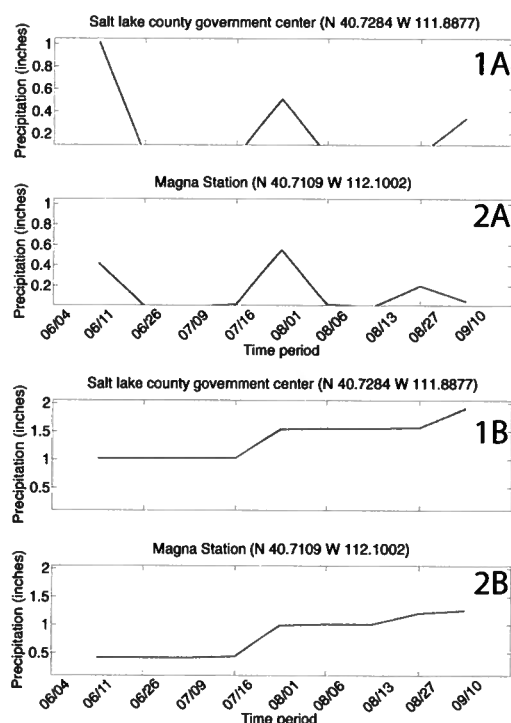 Salt lake county government center (N 40.7284 W 111.8877)
1
0.8
0.6
0.4
0.2
Precipitation (inches)
1A
Magna Station (N 40.7109 W 112.1002)
1
0.8
0.6
0.4
0.2
Precipitation (inches)
2A
06/04 06/11 06/26 07/09 07/16 08/01 08/06 08/13 08/27 09/10
Time period
Salt lake county government center (N 40.7284 W 111.8877)
2
1.5
1
0.5
Precipitation (inches)
1B
Magna Station (N 40.7109 W 112.1002)
2
1.5
1
0.5
Precipitation (inches)
2B
06/04 06/11 06/26 07/09 07/16 08/01 08/06 08/13 08/27 09/10